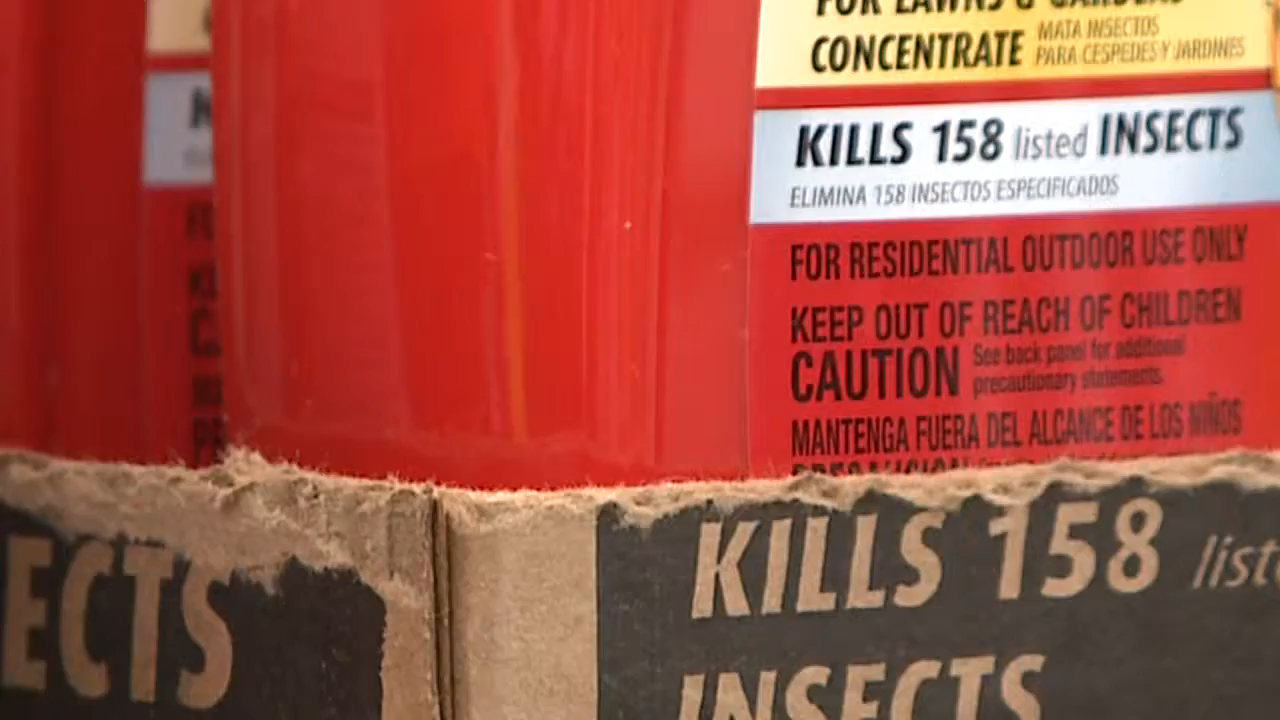 FOR LAWNS & GARDENS
CONCENTRATE MATA INSECTOS
PARA CESPEDES Y JARDINES
KILLS 158 listed INSECTS
ELIMINA 158 INSECTOS ESPECIFICADOS
FOR RESIDENTIAL OUTDOOR USE ONLY
KEEP OUT OF REACH OF CHILDREN
CAUTION See back panel for additional
precautionary statements.
MANTENGA FUERA DEL ALCANCE DE LOS NIÑOS
KILLS 158 liste
INSECTS
ECTS